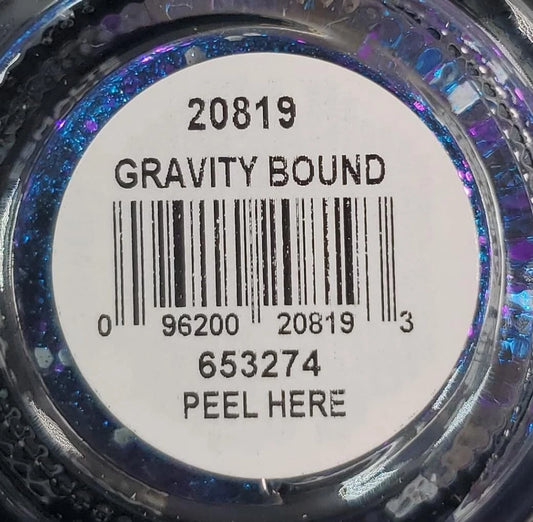 20819
GRAVITY BOUND
0 96200 20819 3
653274
PEEL HERE